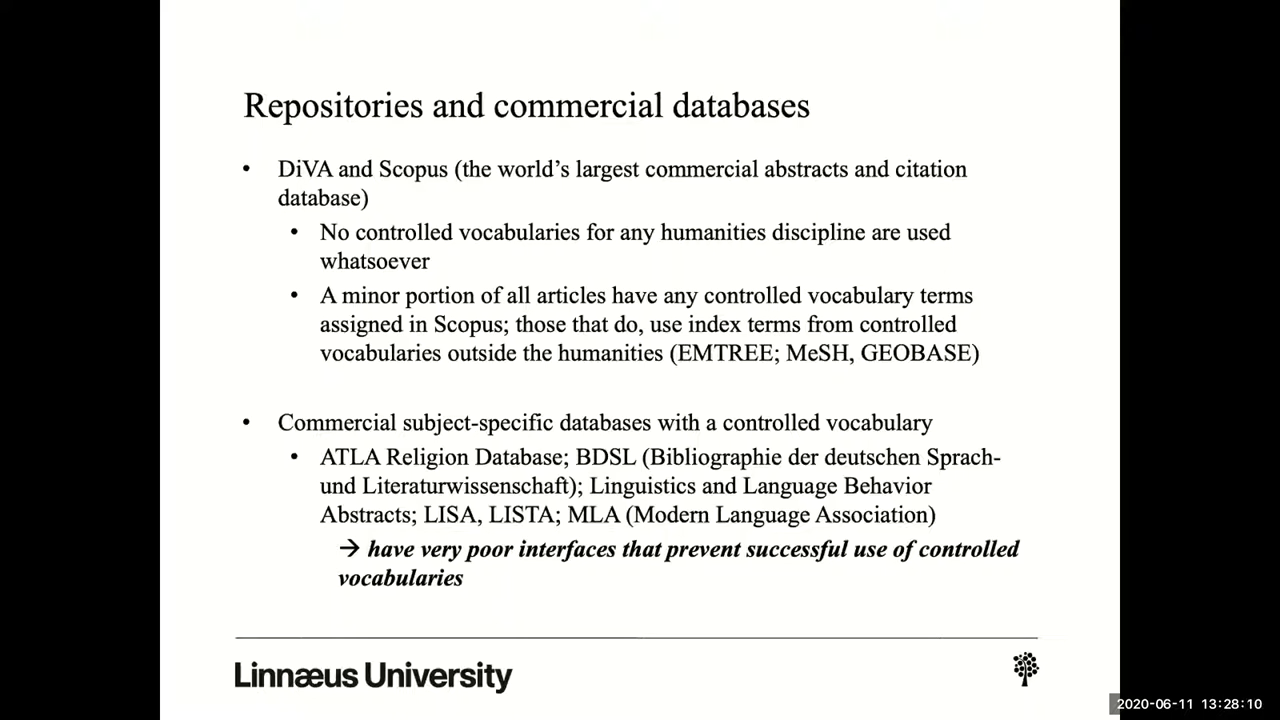 Repositories and commercial databases
• DiVA and Scopus (the world’s largest commercial abstracts and citation
database)
• No controlled vocabularies for any humanities discipline are used
whatsoever
• A minor portion of all articles have any controlled vocabulary terms
assigned in Scopus; those that do, use index terms from controlled
vocabularies outside the humanities (EMTREE; MeSH, GEOBASE)
• Commercial subject-specific databases with a controlled vocabulary
• ATLA Religion Database; BDSL (Bibliographie der deutschen Sprach-
und Literaturwissenschaft); Linguistics and Language Behavior
Abstracts; LISA, LISTA; MLA (Modern Language Association)
→ have very poor interfaces that prevent successful use of controlled
vocabularies
Linnæus University
2020-06-11 13:28:10